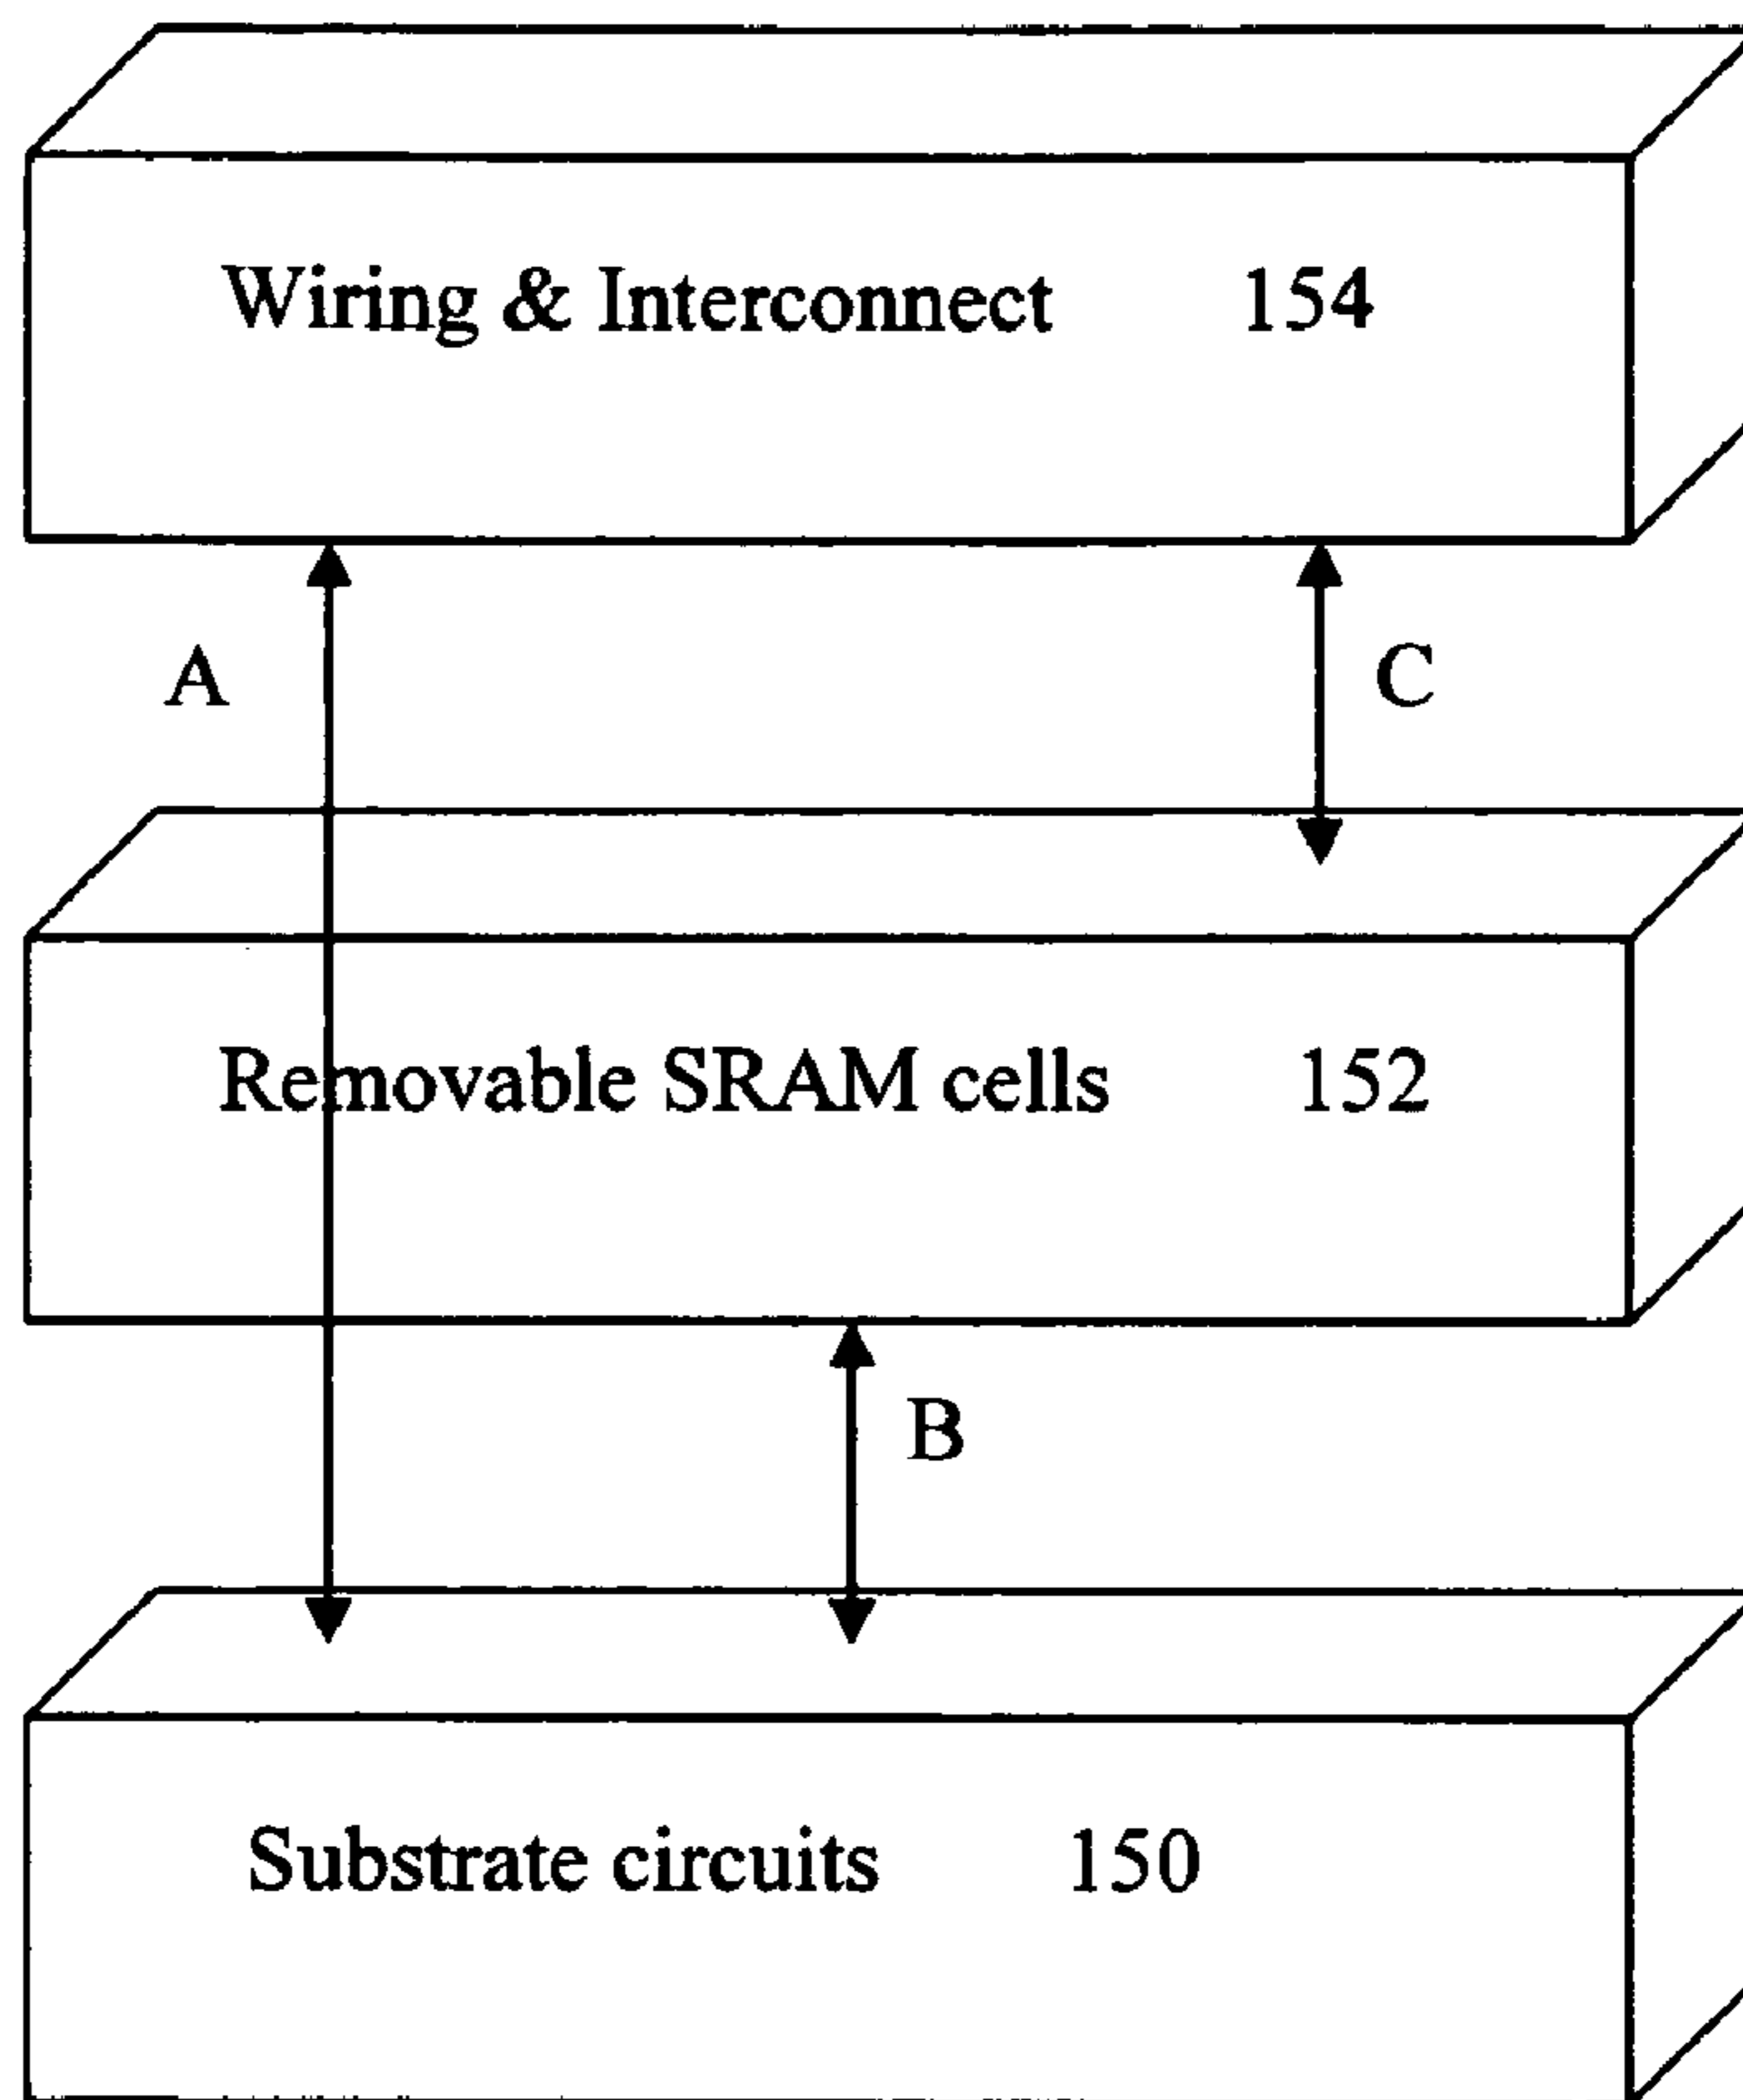 Wiring & Interconnect 154
A
C
Removable SRAM cells 152
B
Substrate circuits 150